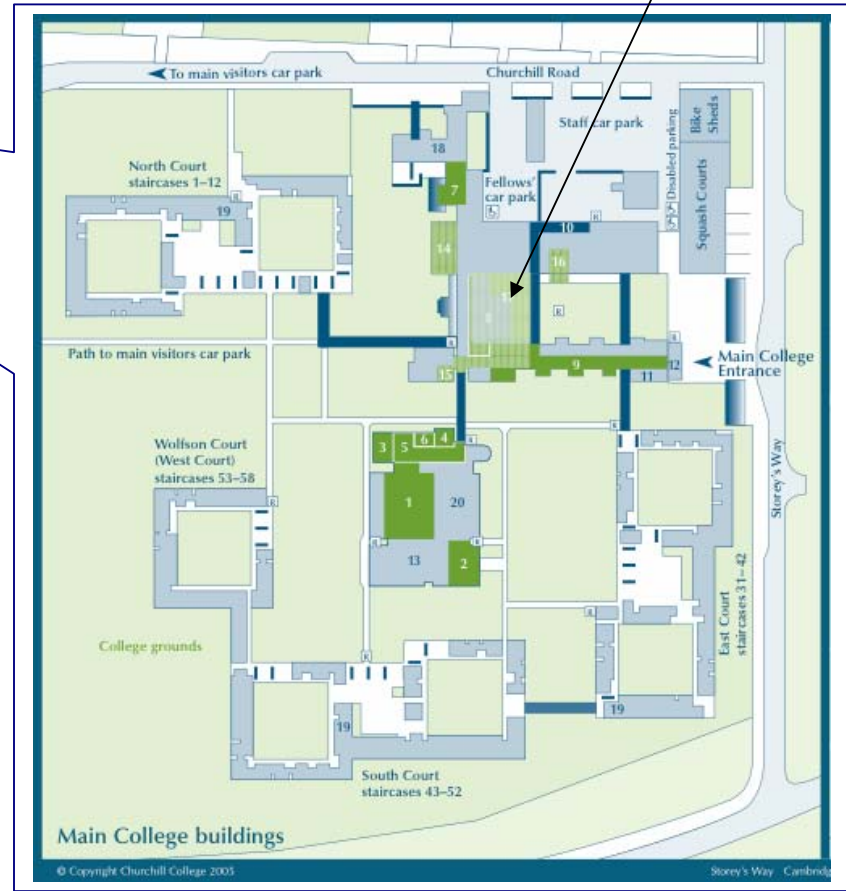 To main visitors car park
Churchill Road
Staff car park
Disabled parking
Bike
Sheds
Squash Courts
18
North Court
staircases 1–12
7
Fellows'
car park
19
10
14
16
R
R
R
8
R
R
Path to main visitors car park
9
12
Main College
Entrance
15
11
R
3
5
6
4
R
Wolfson Court
(West Court)
staircases 53–58
R
1
20
Storey's Way
R
R
13
2
East Court
staircases 31–42
R
College grounds
R
19
19
South Court
staircases 43–52
Main College buildings
© Copyright Churchill College 2005
Storey's Way